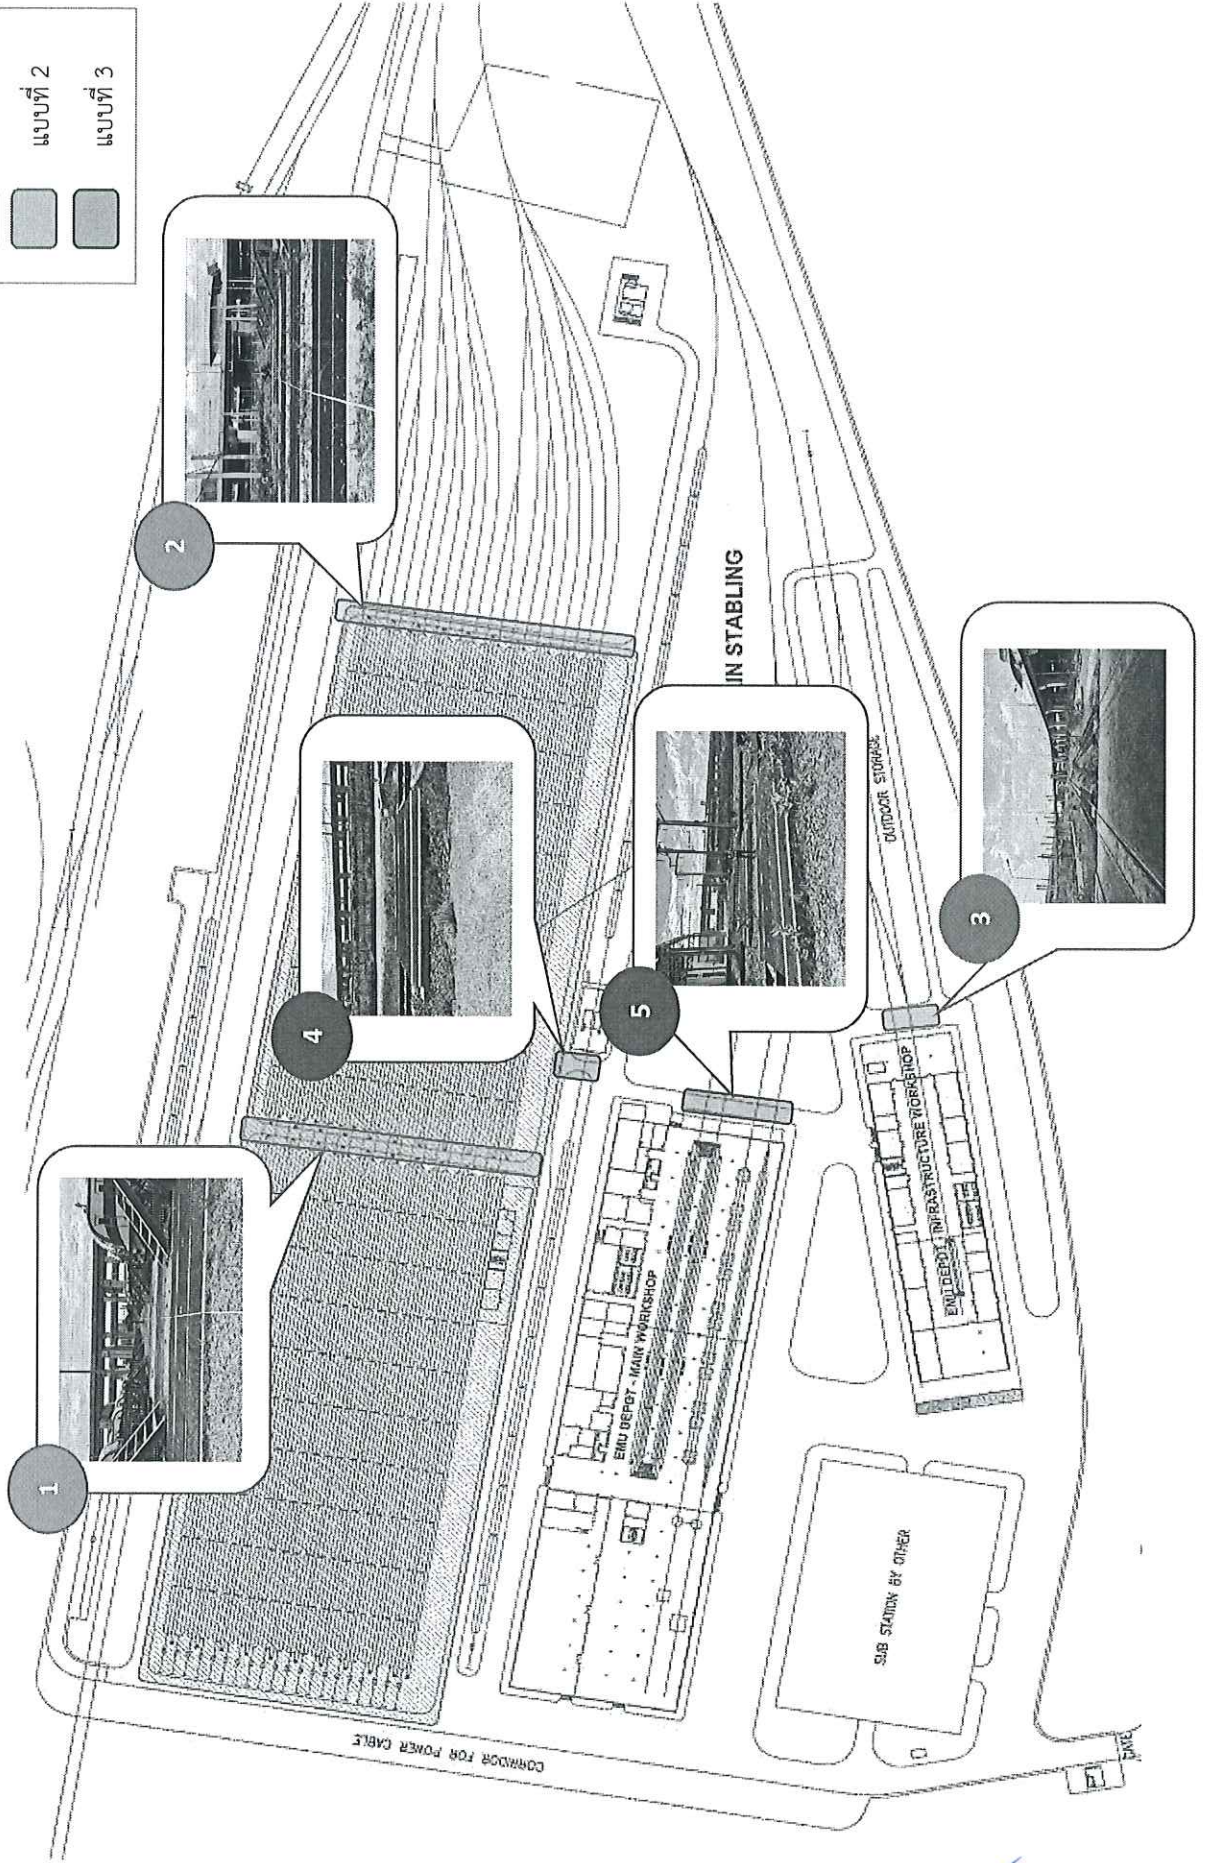 แบบที่ 2
แบบที่ 3
1
2
4
5
3
IN STABLING
OUTDOOR STORAGE
EMU DEPOT - MAIN WORKSHOP
EMU DEPOT - INFRASTRUCTURE WORKSHOP
SUB STATION BY OTHER
CORRIDOR FOR POWER CABLE
GATE